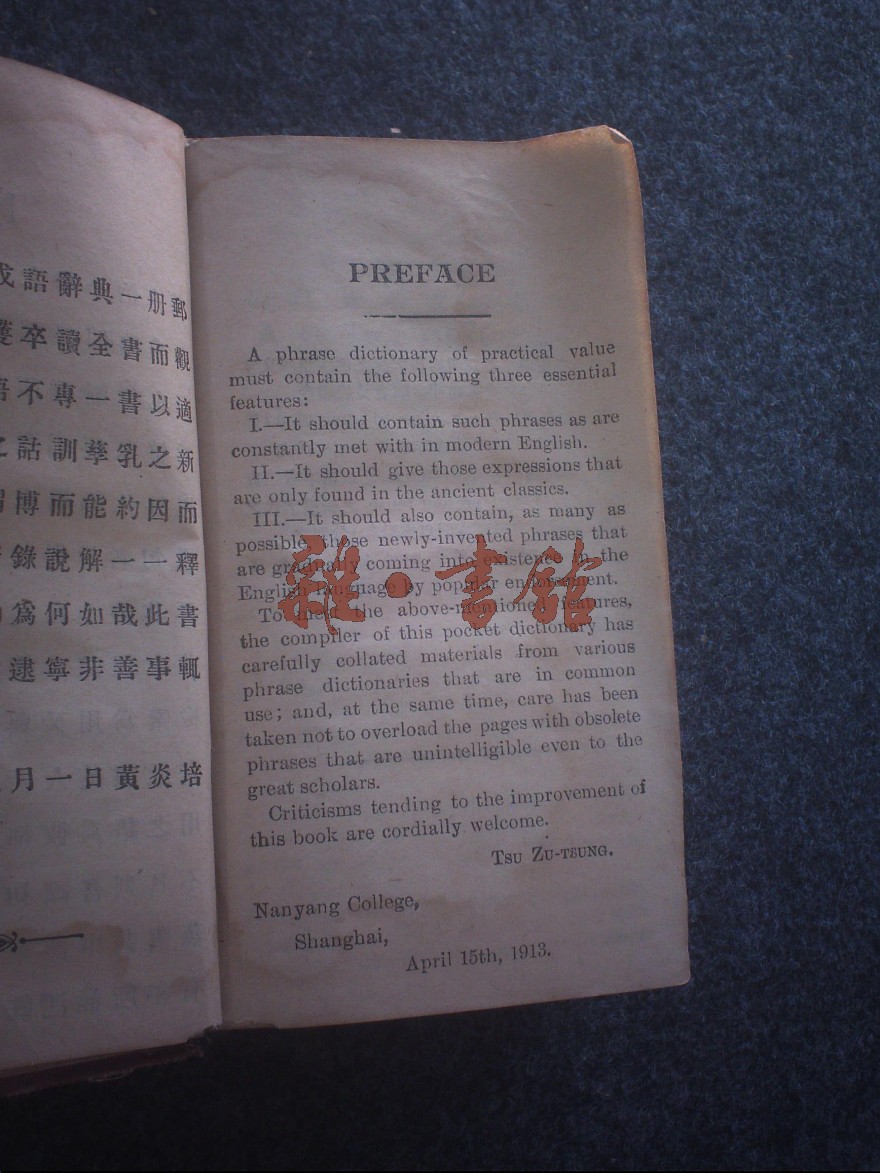 語辭典一册郵
卒讀全書而觀
不專一書以適
詁訓孳乳之新
博而能約因而
錄說解一一釋
爲何如哉此書
逮寧非善事輒
月一日黃炎培
PREFACE
A phrase dictionary of practical value
must contain the following three essential
features:
I.—It should contain such phrases as are
constantly met with in modern English.
II.—It should give those expressions that
are only found in the ancient classics.
III.—It should also contain, as many as
possible, those newly-invented phrases that
are gradually coming into existence in the
English language by popular endorsment.
To meet the above-mentioned features,
the compiler of this pocket dictionary has
carefully collated materials from various
phrase dictionaries that are in common
use; and, at the same time, care has been
taken not to overload the pages with obsolete
phrases that are unintelligible even to the
great scholars.
Criticisms tending to the improvement of
this book are cordially welcome.
TSU ZU-TSUNG.
Nanyang College,
Shanghai,
April 15th, 1913.
雜·書館